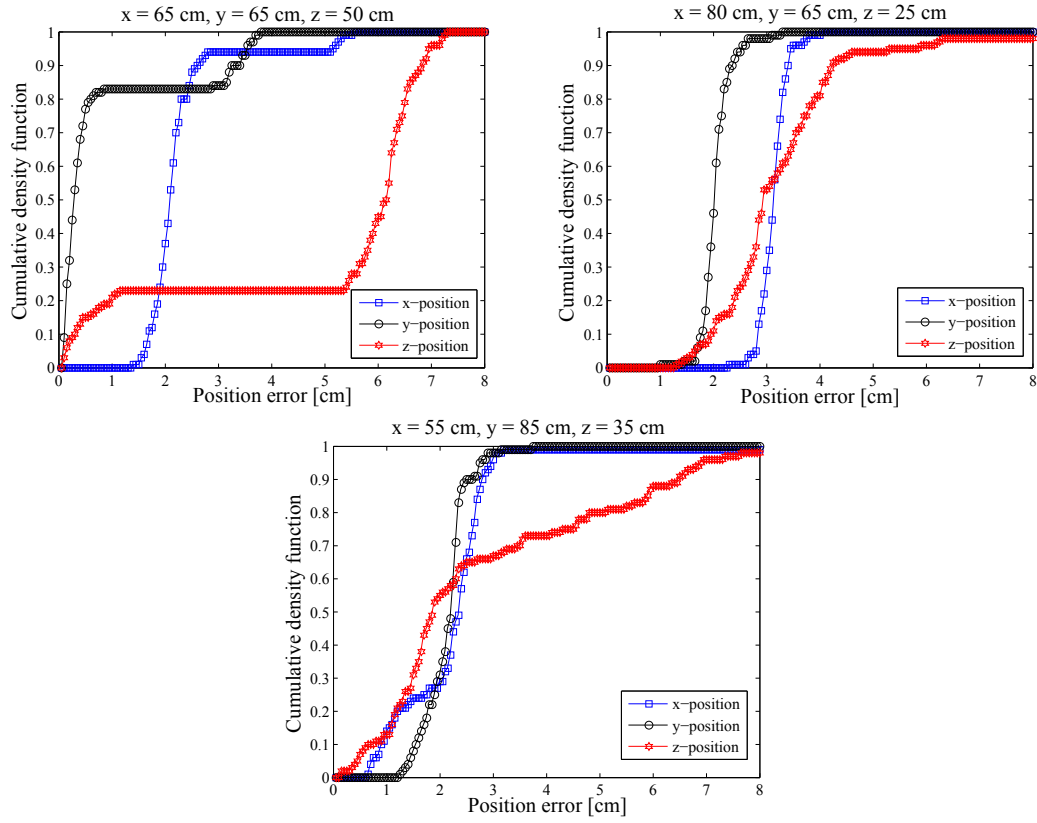 x = 65 cm, y = 65 cm, z = 50 cm
Cumulative density function
1
0.9
0.8
0.7
0.6
0.5
0.4
0.3
0.2
0.1
0
0 1 2 3 4 5 6 7 8
Position error [cm]
x−position
y−position
z−position
x = 80 cm, y = 65 cm, z = 25 cm
Cumulative density function
1
0.9
0.8
0.7
0.6
0.5
0.4
0.3
0.2
0.1
0
0 1 2 3 4 5 6 7 8
Position error [cm]
x−position
y−position
z−position
x = 55 cm, y = 85 cm, z = 35 cm
Cumulative density function
1
0.9
0.8
0.7
0.6
0.5
0.4
0.3
0.2
0.1
0
0 1 2 3 4 5 6 7 8
Position error [cm]
x−position
y−position
z−position